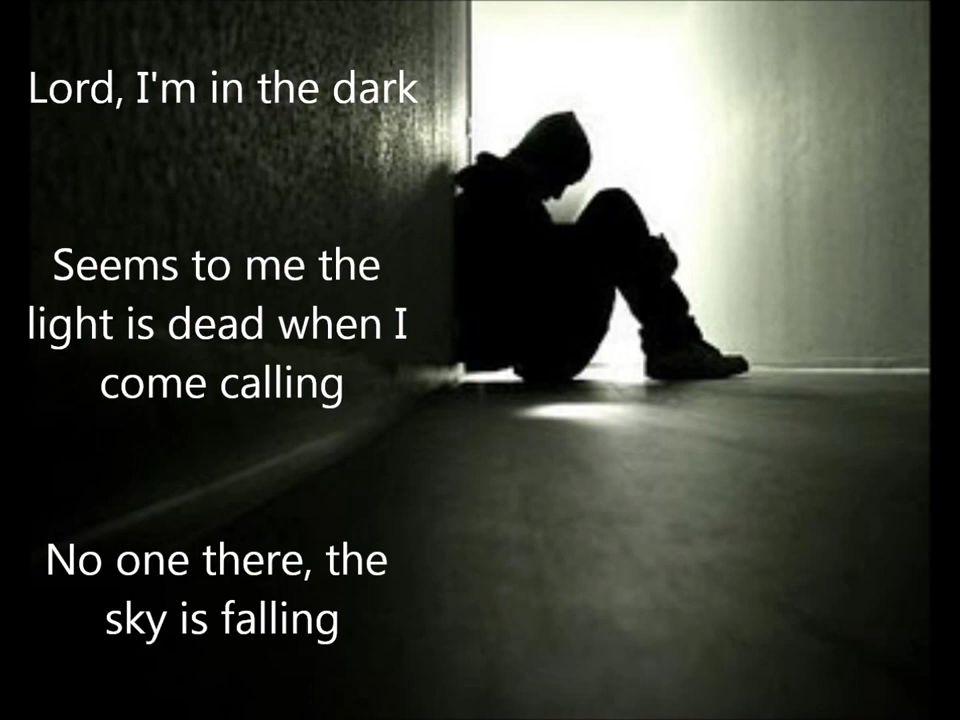 Lord, I'm in the dark
Seems to me the
light is dead when I
come calling
No one there, the
sky is falling